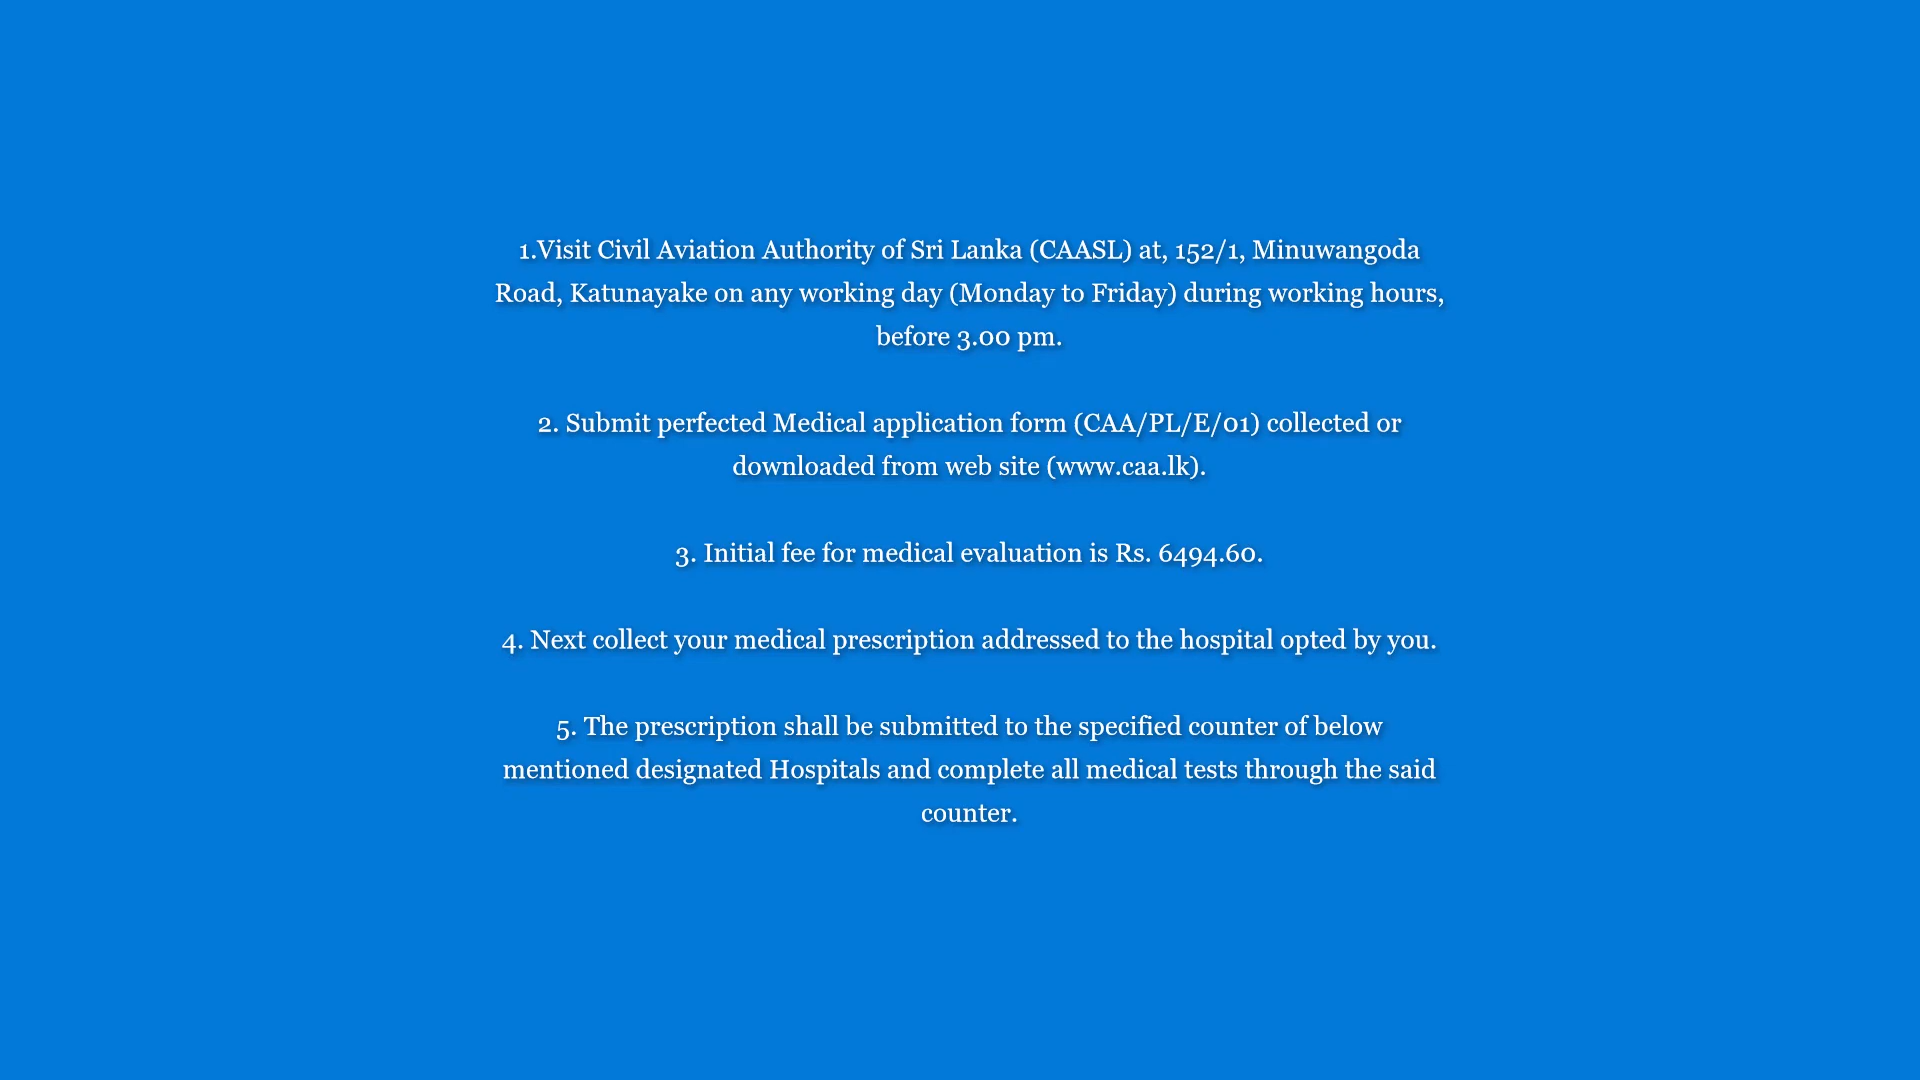 1.Visit Civil Aviation Authority of Sri Lanka (CAASL) at, 152/1, Minuwangoda
Road, Katunayake on any working day (Monday to Friday) during working hours,
before 3.00 pm.
2. Submit perfected Medical application form (CAA/PL/E/01) collected or
downloaded from web site (www.caa.lk).
3. Initial fee for medical evaluation is Rs. 6494.60.
4. Next collect your medical prescription addressed to the hospital opted by you.
5. The prescription shall be submitted to the specified counter of below
mentioned designated Hospitals and complete all medical tests through the said
counter.